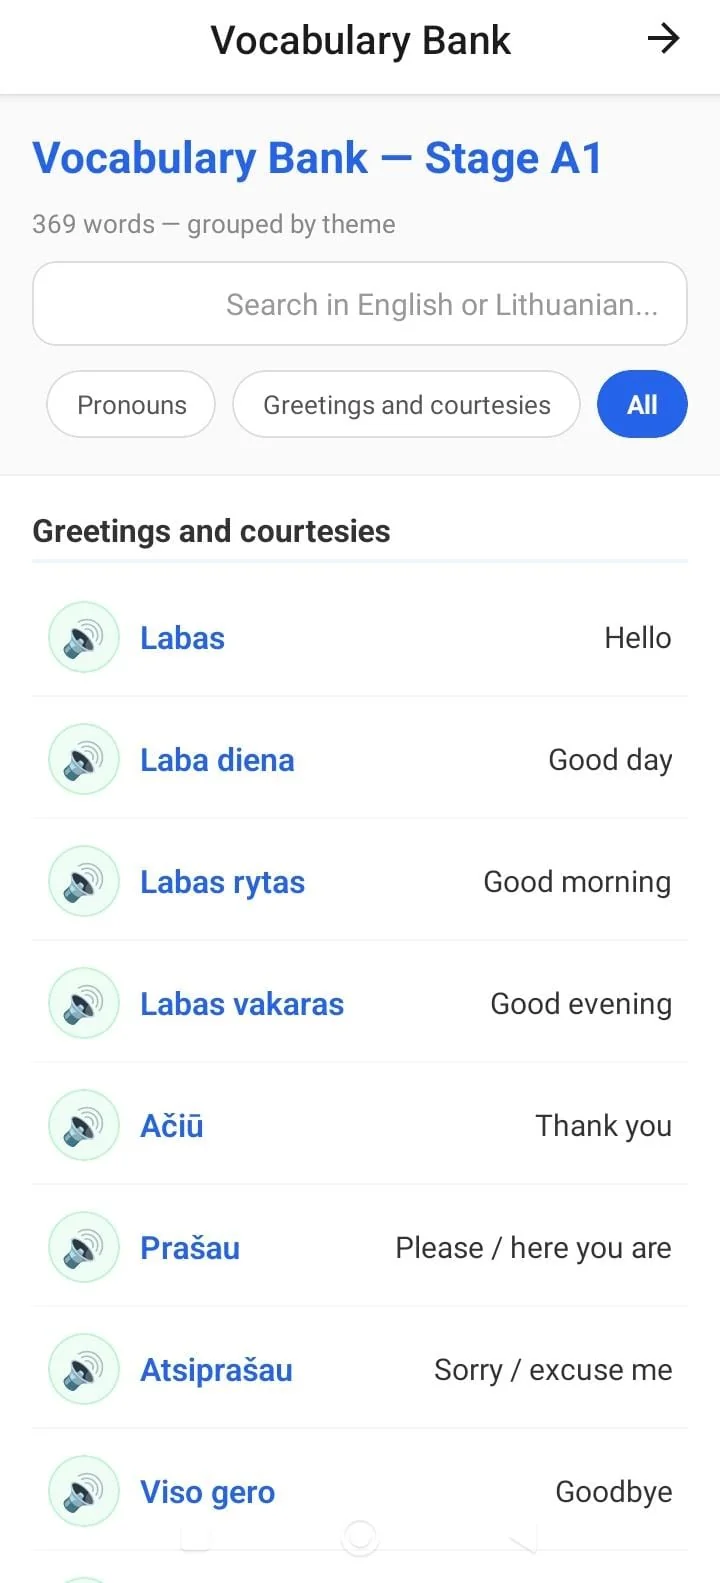 Vocabulary Bank
Vocabulary Bank — Stage A1
369 words — grouped by theme
Search in English or Lithuanian...
Pronouns Greetings and courtesies All
Greetings and courtesies
Labas Hello
Laba diena Good day
Labas rytas Good morning
Labas vakaras Good evening
Ačiū Thank you
Prašau Please / here you are
Atsiprašau Sorry / excuse me
Viso gero Goodbye